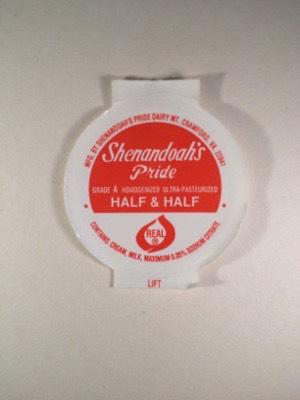 MFG. BY SHENANDOAH'S PRIDE DAIRY MT. CRAWFORD, VA. 22841
Shenandoah's
Pride
GRADE A HOMOGENIZED ULTRA-PASTEURIZED
HALF & HALF
REAL
®
CONTAINS: CREAM, MILK, MAXIMUM 0.05% SODIUM CITRATE.
LIFT